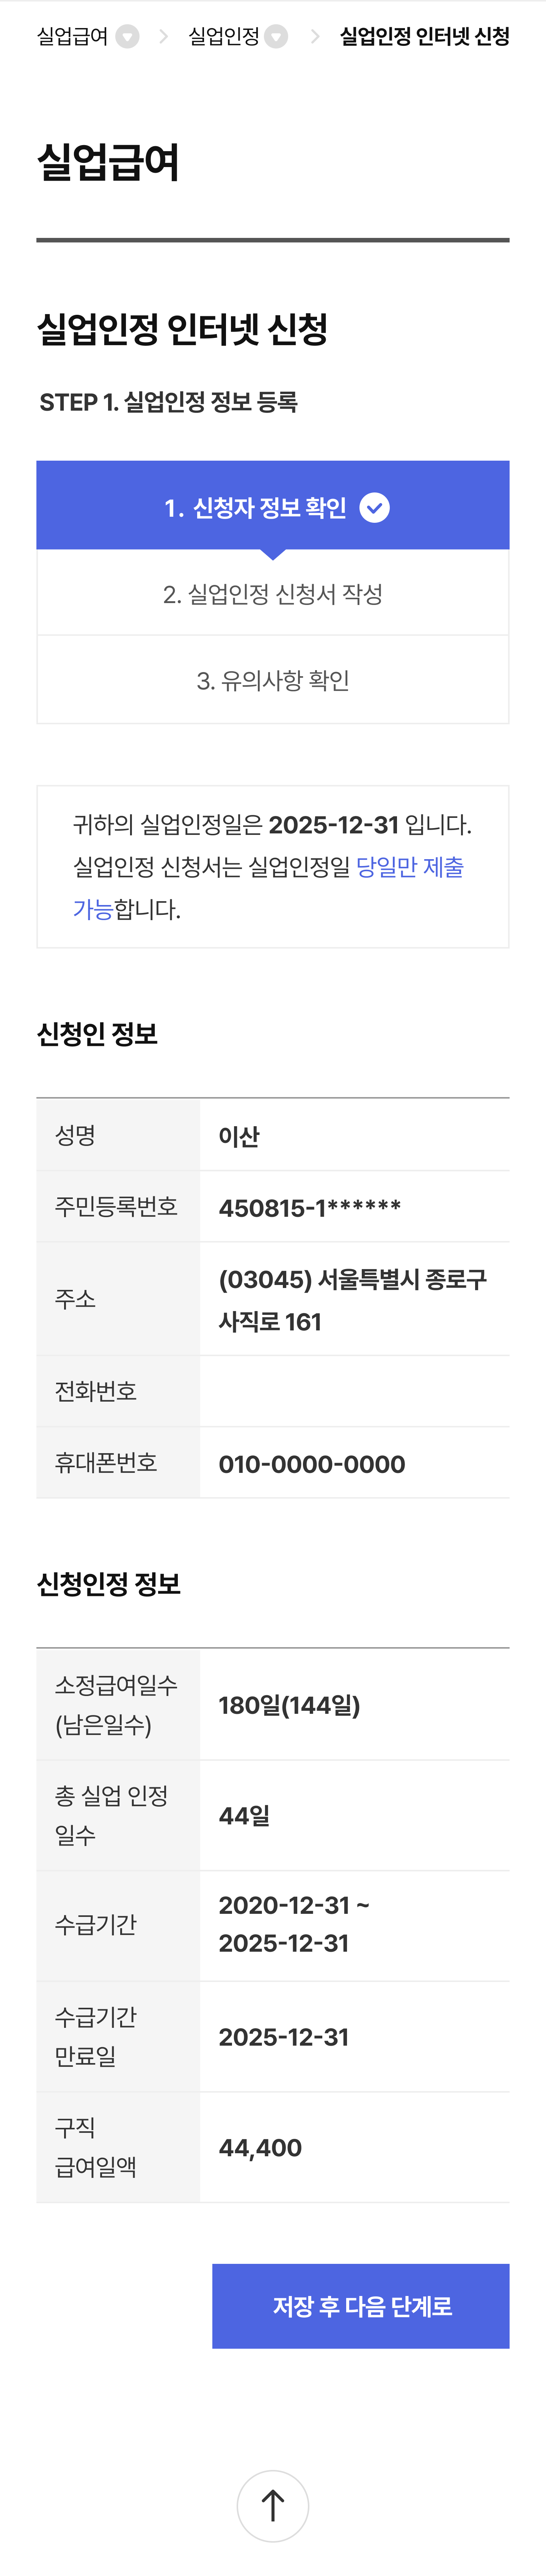 실업급여 실업인정 실업인정 인터넷 신청
실업급여
실업인정 인터넷 신청
STEP 1. 실업인정 정보 등록
1. 신청자 정보 확인
2. 실업인정 신청서 작성
3. 유의사항 확인
귀하의 실업인정일은 2025-12-31 입니다.
실업인정 신청서는 실업인정일 당일만 제출
가능합니다.
신청인 정보
성명 이산
주민등록번호 450815-1******
주소 (03045) 서울특별시 종로구
사직로 161
전화번호
휴대폰번호 010-0000-0000
신청인정 정보
소정급여일수
(남은일수) 180일(144일)
총 실업 인정
일수 44일
수급기간 2020-12-31 ~
2025-12-31
수급기간
만료일 2025-12-31
구직
급여일액 44,400
저장 후 다음 단계로